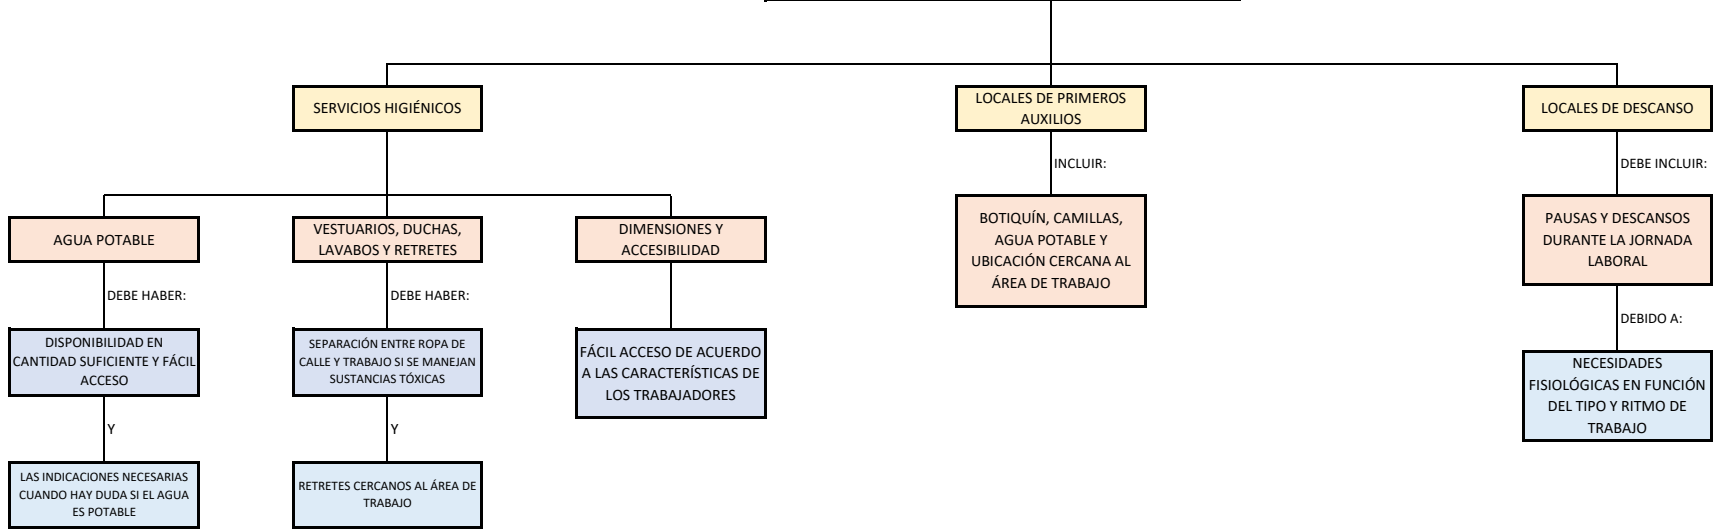 SERVICIOS HIGIÉNICOS
LOCALES DE PRIMEROS
AUXILIOS
LOCALES DE DESCANSO
INCLUIR:
DEBE INCLUIR:
AGUA POTABLE
VESTUARIOS, DUCHAS,
LAVABOS Y RETRETES
DIMENSIONES Y
ACCESIBILIDAD
BOTIQUÍN, CAMILLAS,
AGUA POTABLE Y
UBICACIÓN CERCANA AL
ÁREA DE TRABAJO
PAUSAS Y DESCANSOS
DURANTE LA JORNADA
LABORAL
DEBE HABER:
DEBE HABER:
DEBIDO A:
DISPONIBILIDAD EN
CANTIDAD SUFICIENTE Y FÁCIL
ACCESO
SEPARACIÓN ENTRE ROPA DE
CALLE Y TRABAJO SI SE MANEJAN
SUSTANCIAS TÓXICAS
FÁCIL ACCESO DE ACUERDO
A LAS CARACTERÍSTICAS DE
LOS TRABAJADORES
NECESIDADES
FISIOLÓGICAS EN FUNCIÓN
DEL TIPO Y RITMO DE
TRABAJO
Y
Y
LAS INDICACIONES NECESARIAS
CUANDO HAY DUDA SI EL AGUA
ES POTABLE
RETRETES CERCANOS AL ÁREA DE
TRABAJO